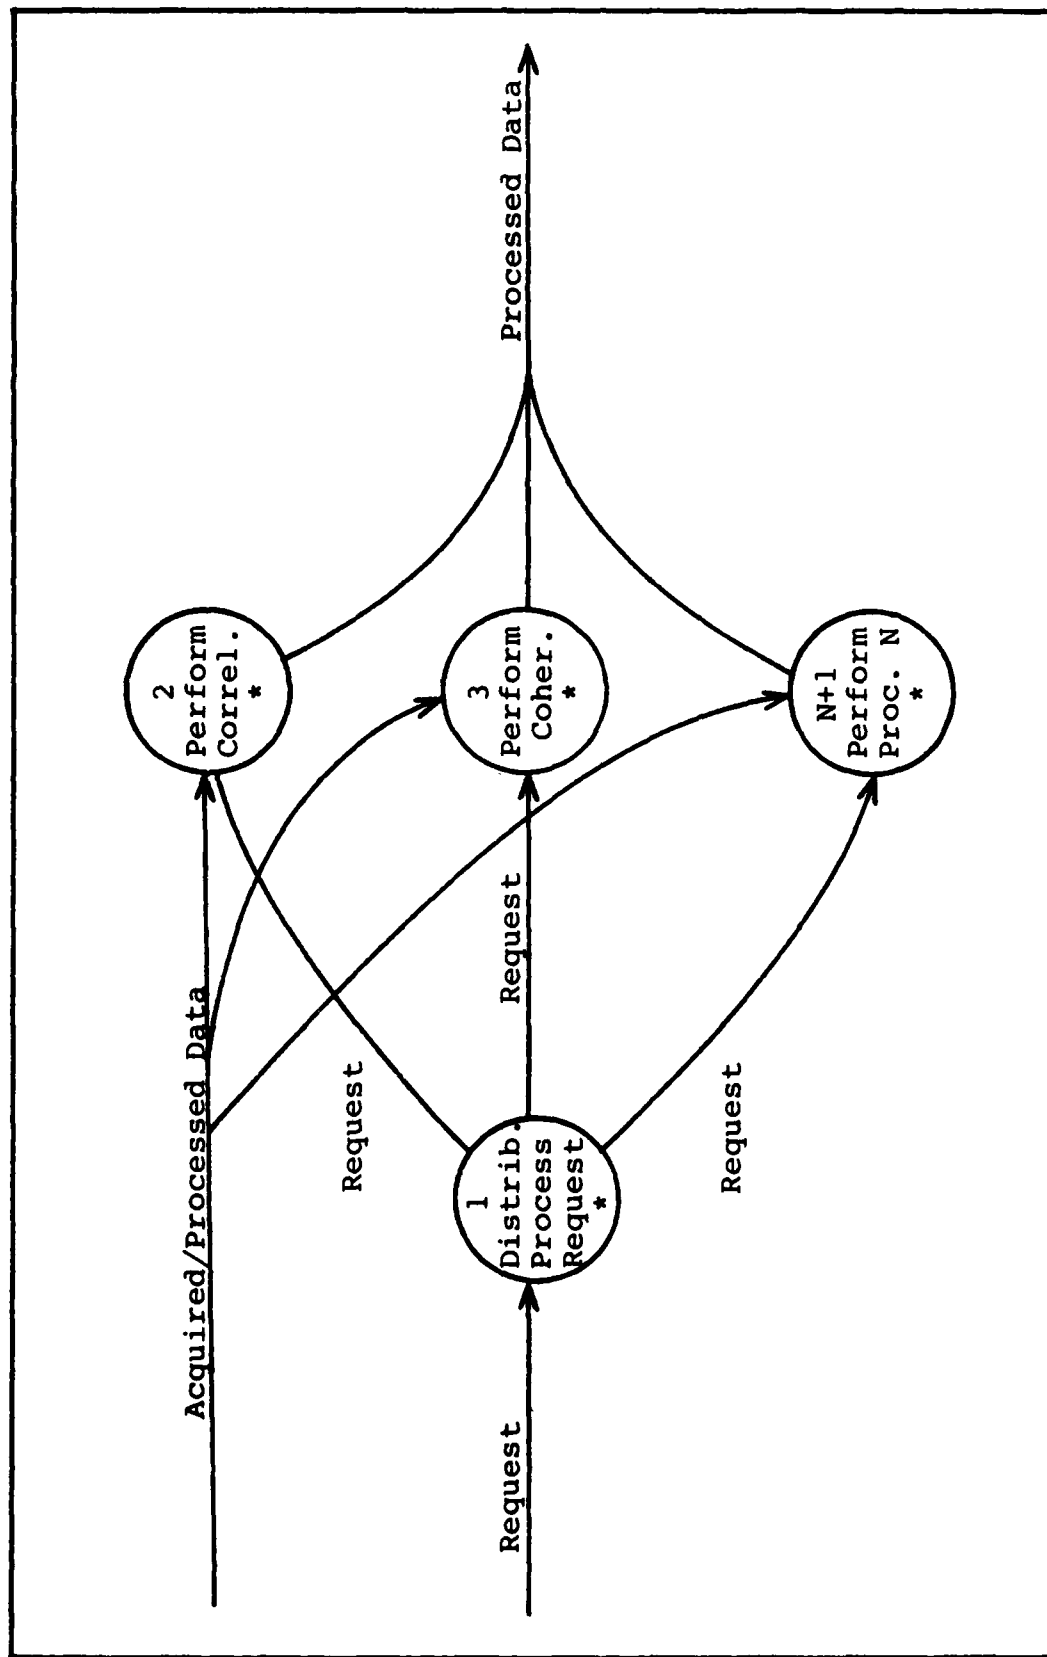 Acquired/Processed Data
2
Perform
Correl.
*
Request
Request
1
Distrib.
Process
Request
*
Request
3
Perform
Coher.
*
Processed Data
Request
N+1
Perform
Proc. N
*